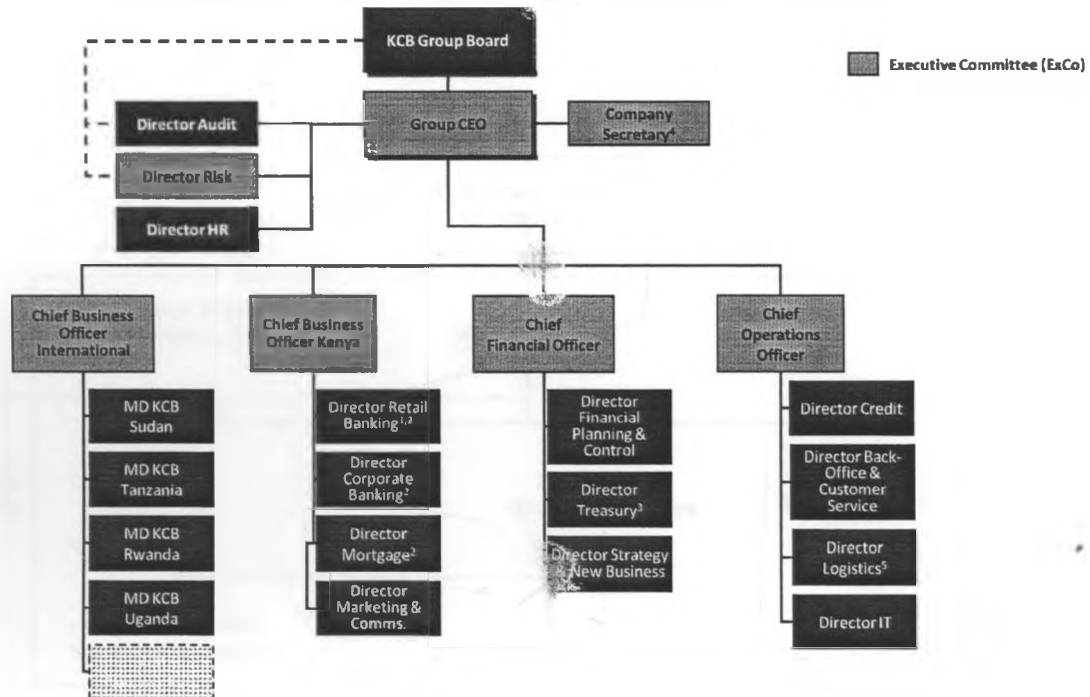 KCB Group Board
Executive Committee (ExCo)
Group CEO
Company
Secretary⁴
Director Audit
Director Risk
Director HR
Chief Business
Officer
International
Chief Business
Officer Kenya
Chief
Financial Officer
Chief
Operations
Officer
MD KCB
Sudan
MD KCB
Tanzania
MD KCB
Rwanda
MD KCB
Uganda
Director Retail
Banking
Director
Corporate
Banking²
Director
Mortgage²
Director
Marketing &
Comms.
Director
Financial
Planning &
Control
Director
Treasury³
Director Strategy
New Business
Director Credit
Director Back-
Office &
Customer
Service
Director
Logistics⁵
Director IT